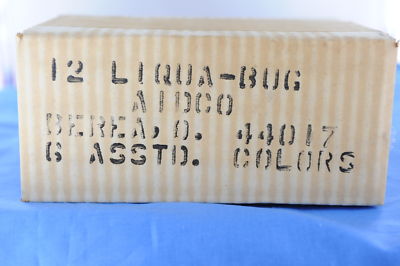 12 LIQUA-BUG
AIDCO
BEREA, O. 44017
6 ASSTD. COLORS